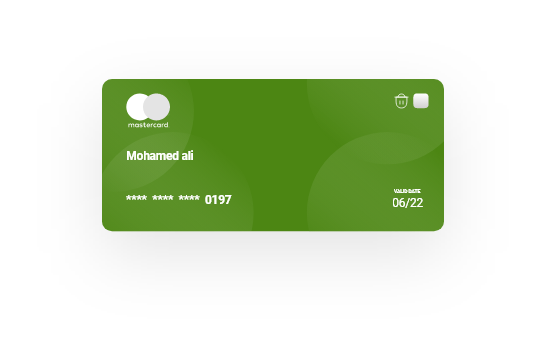 mastercard.
Mohamed ali
**** **** **** 0197
VALID DATE
06/22